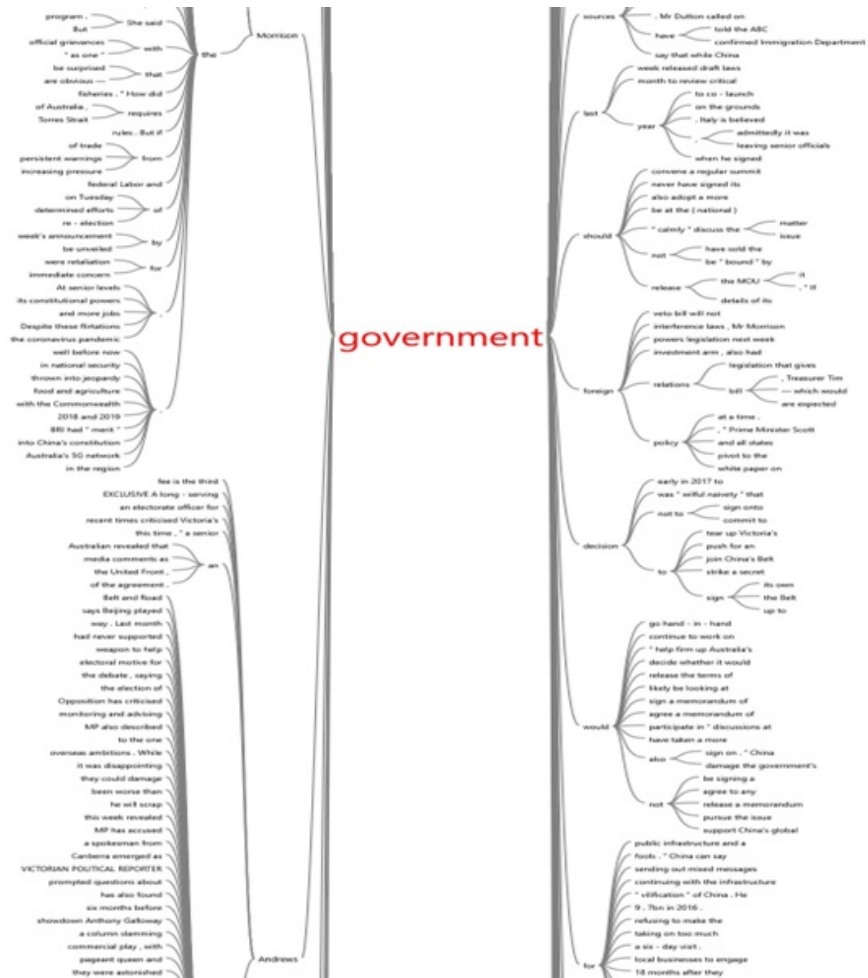 program .
But
She said
official grievances
" as one "
with
be surprised
are obvious —
that
fisheries . " How did
of Australia ,
Torres Strait
requires
rules . But if
of trade
persistent warnings
increasing pressure
from
federal Labor and
on Tuesday
determined efforts
re - election
of
week's announcement
be unveiled
by
were retaliation
immediate concern
for
At senior levels
its constitutional powers
and more jobs
Despite these flirtations
the coronavirus pandemic
,
well before now
in national security
thrown into jeopardy
food and agriculture
with the Commonwealth
2018 and 2019
BRI had " merit "
into China's constitution
Australia's 5G network
in the region
.
the
Morrison
fee is the third
EXCLUSIVE A long - serving
an electorate officer for
recent times criticised Victoria's
this time , " a senior
Australian revealed that
media comments as
the United Front ,
of the agreement .
an
Belt and Road
says Beijing played
way . Last month
had never supported
weapon to help
electoral motive for
the debate , saying
the election of
Opposition has criticised
monitoring and advising
MP also described
to the one
overseas ambitions . While
it was disappointing
they could damage
been worse than
he will scrap
this week revealed
MP has accused
a spokesman from
Canberra emerged as
VICTORIAN POLITICAL REPORTER
prompted questions about
has also found
six months before
showdown Anthony Galloway
a column slamming
commercial play , with
pageant queen and
they were astonished
Andrews
government
sources
. Mr Dutton called on
have
told the ABC
confirmed Immigration Department
say that while China
last
week released draft laws
month to review critical
year
to co - launch
on the grounds
. Italy is believed
,
admittedly it was
leaving senior officials
when he signed
should
convene a regular summit
never have signed its
also adopt a more
be at the ( national )
" calmly " discuss the
matter
issue
not
have sold the
be " bound " by
release
the MOU
it
, " If
details of its
foreign
veto bill will not
interference laws , Mr Morrison
powers legislation next week
investment arm , also had
relations
legislation that gives
bill
, Treasurer Tim
— which would
are expected
policy
at a time .
, " Prime Minister Scott
and all states
pivot to the
white paper on
decision
early in 2017 to
was " wilful naivety " that
not to
sign onto
commit to
to
tear up Victoria's
push for an
join China's Belt
strike a secret
sign
its own
the Belt
up to
would
go hand - in - hand
continue to work on
" help firm up Australia's
decide whether it would
release the terms of
likely be looking at
sign a memorandum of
agree a memorandum of
participate in " discussions at
have taken a more
also
sign on . " China
damage the government's
not
be signing a
agree to any
release a memorandum
pursue the issue
support China's global
for
public infrastructure and a
fools . " China can say
sending out mixed messages
continuing with the infrastructure
" vilification " of China . He
9 . 7bn in 2016 .
refusing to make the
taking on too much
a six - day visit .
local businesses to engage
18 months after they